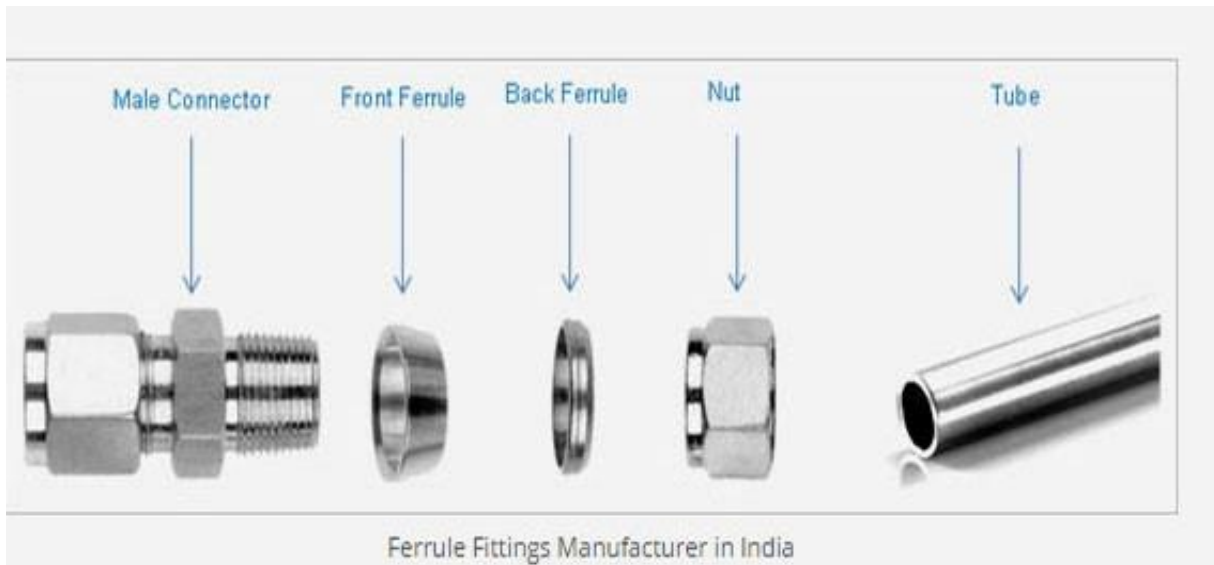 Male Connector
Front Ferrule
Back Ferrule
Nut
Tube
Ferrule Fittings Manufacturer in India